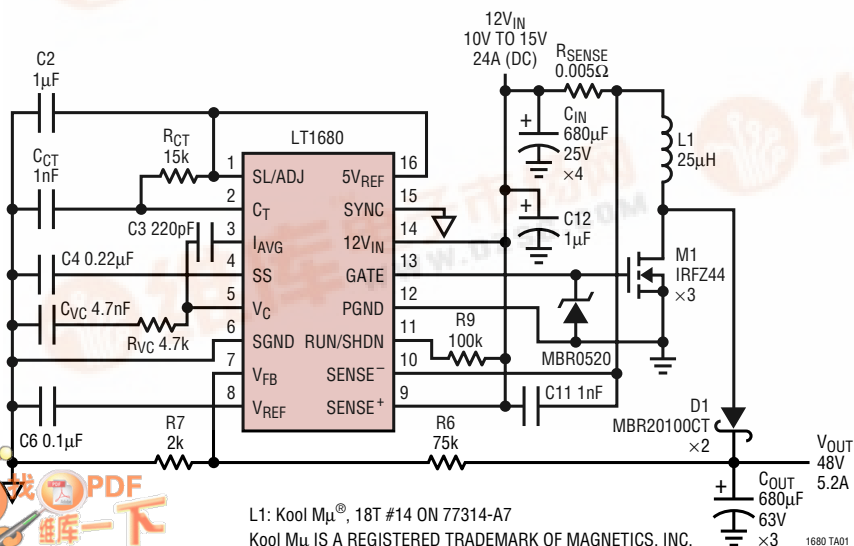 12VIN
10V TO 15V
24A (DC)
RSENSE
0.005Ω
C2
1µF
CIN
680µF
25V
×4
L1
25µH
LT1680
RCT
15k
CCT
1nF
1
SL/ADJ
5VREF
16
2
CT
SYNC
15
C3 220pF
3
IAVG
12VIN
14
C12
1µF
C4 0.22µF
4
SS
GATE
13
M1
IRFZ44
×3
CVC 4.7nF
5
VC
PGND
12
RVC 4.7k
6
SGND
RUN/SHDN
11
R9
100k
MBR0520
7
VFB
SENSE−
10
8
VREF
SENSE+
9
C11 1nF
C6 0.1µF
R7
2k
R6
75k
D1
MBR20100CT
×2
VOUT
48V
5.2A
COUT
680µF
63V
×3
L1: Kool Mµ®, 18T #14 ON 77314-A7
Kool Mµ IS A REGISTERED TRADEMARK OF MAGNETICS, INC.
1680 TA01
找 PDF
维库一下